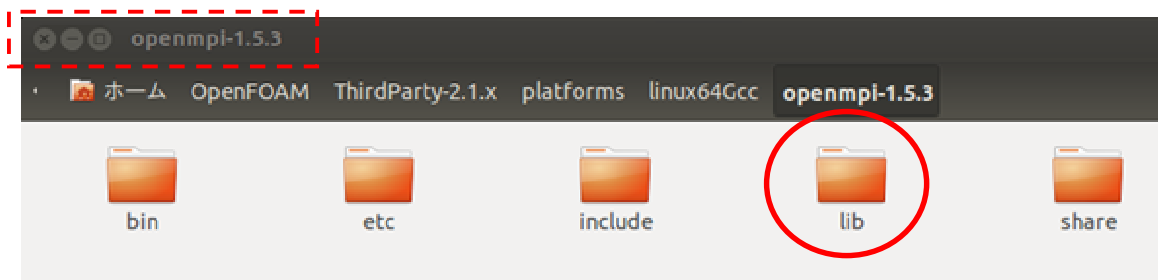 openmpi-1.5.3
ホーム OpenFOAM ThirdParty-2.1.x platforms linux64Gcc openmpi-1.5.3
bin etc include lib share